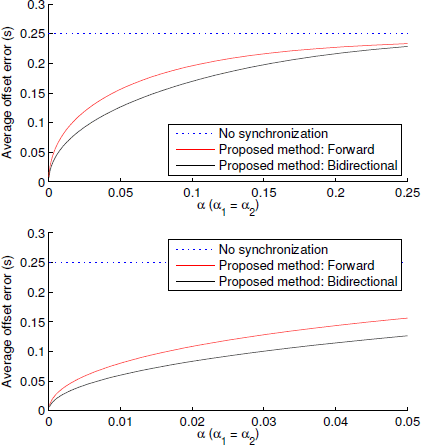 0.3
0.25
0.2
0.15
0.1
0.05
0
Average offset error (s)
No synchronization
Proposed method: Forward
Proposed method: Bidirectional
0 0.05 0.1 0.15 0.2 0.25
α (α1 = α2)
0.3
0.25
0.2
0.15
0.1
0.05
0
Average offset error (s)
No synchronization
Proposed method: Forward
Proposed method: Bidirectional
0 0.01 0.02 0.03 0.04 0.05
α (α1 = α2)